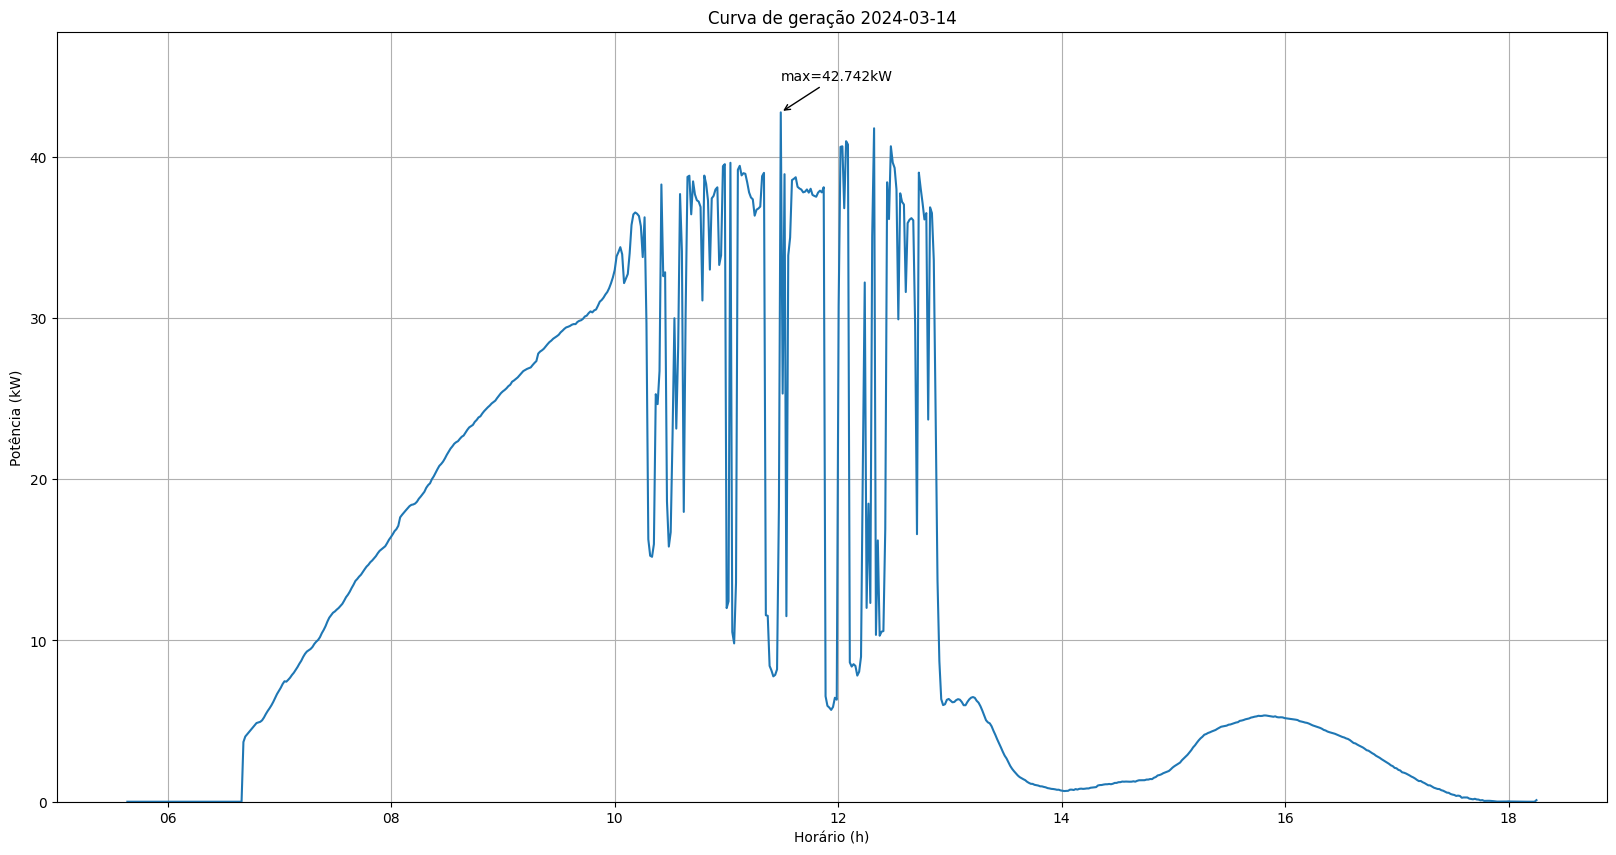 Curva de geração 2024-03-14
max=42.742kW
Potência (kW)
40
30
20
10
0
06 08 10 12 14 16 18
Horário (h)